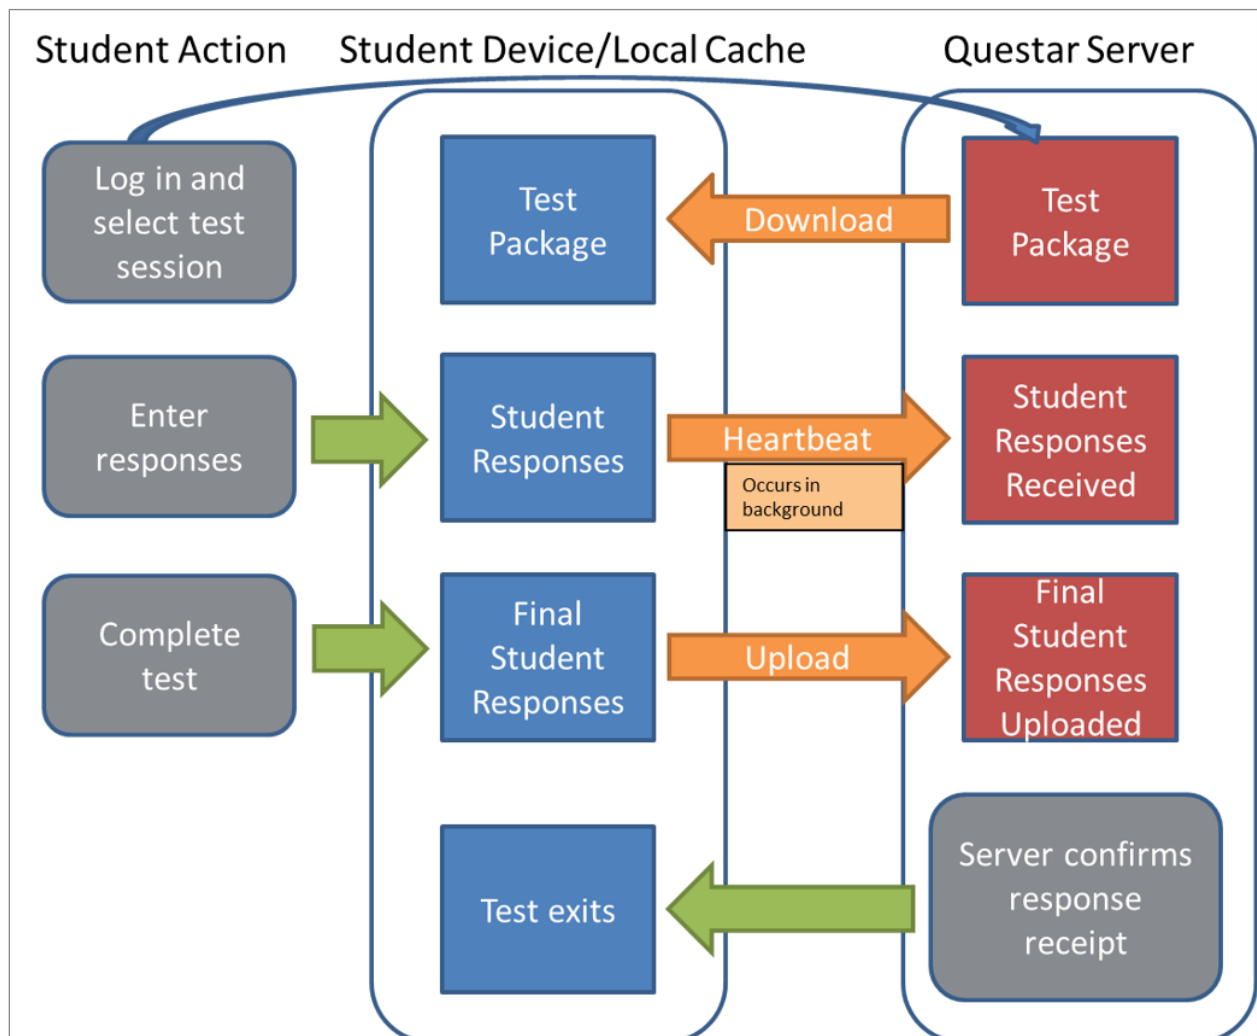 Student Action
Student Device/Local Cache
Questar Server
Log in and
select test
session
Test
Package
Download
Test
Package
Enter
responses
Student
Responses
Heartbeat
Occurs in
background
Student
Responses
Received
Complete
test
Final
Student
Responses
Upload
Final
Student
Responses
Uploaded
Test exits
Server confirms
response
receipt